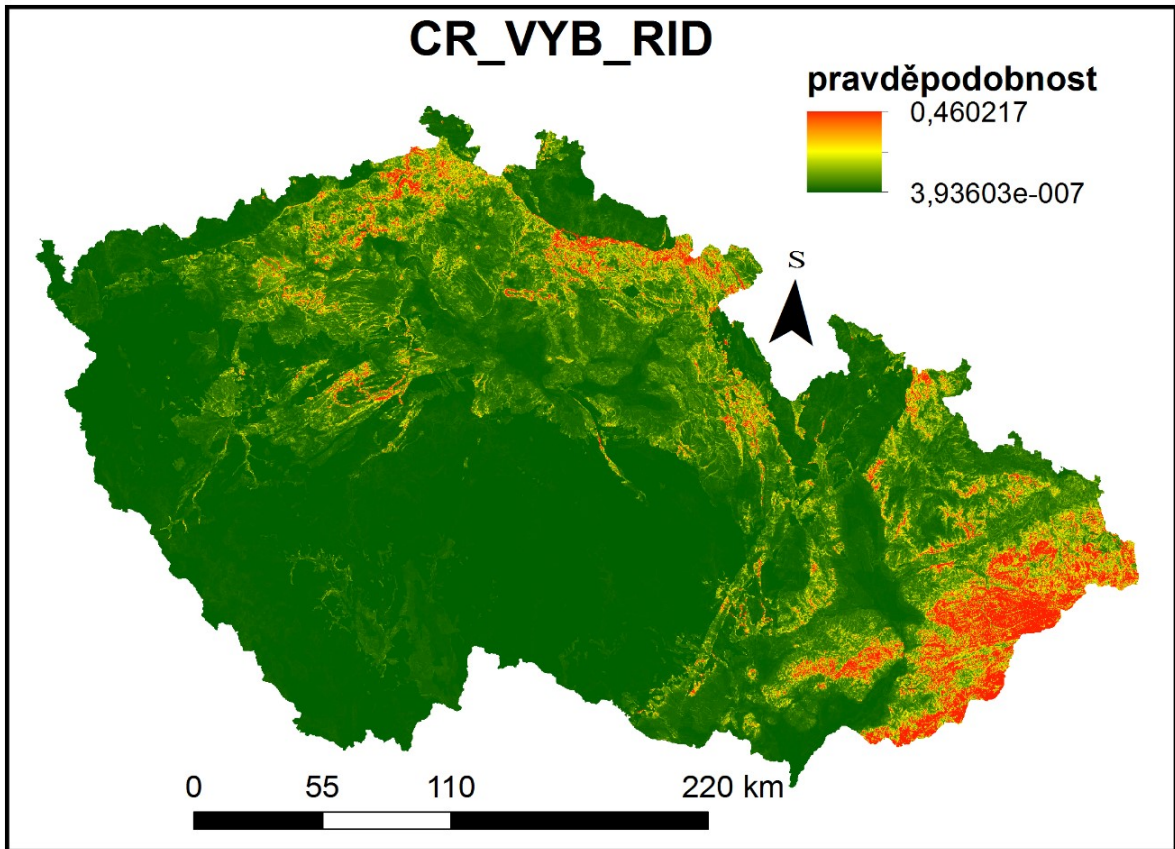 CR_VYB_RID
pravděpodobnost
0,460217
3,93603e-007
S
0 55 110 220 km